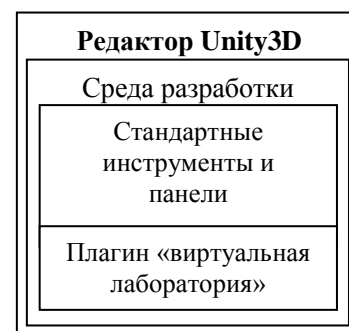 Редактор Unity3D
Среда разработки
Стандартные
инструменты и
панели
Плагин «виртуальная
лаборатория»